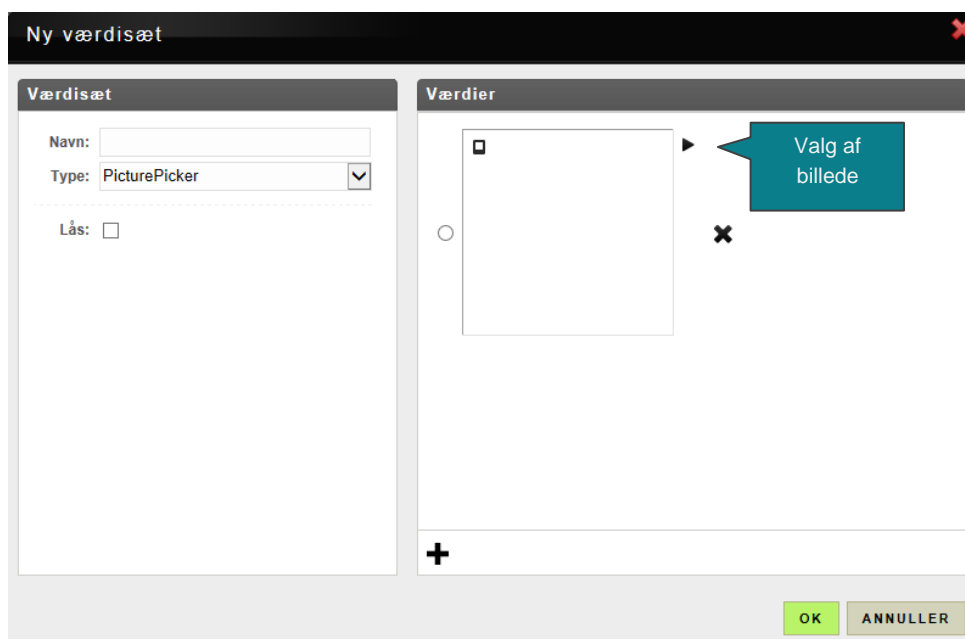 Ny værdisæt
Værdisæt
Navn:
Type: PicturePicker
Lås:
Værdier
Valg af
billede
OK
ANNULLER